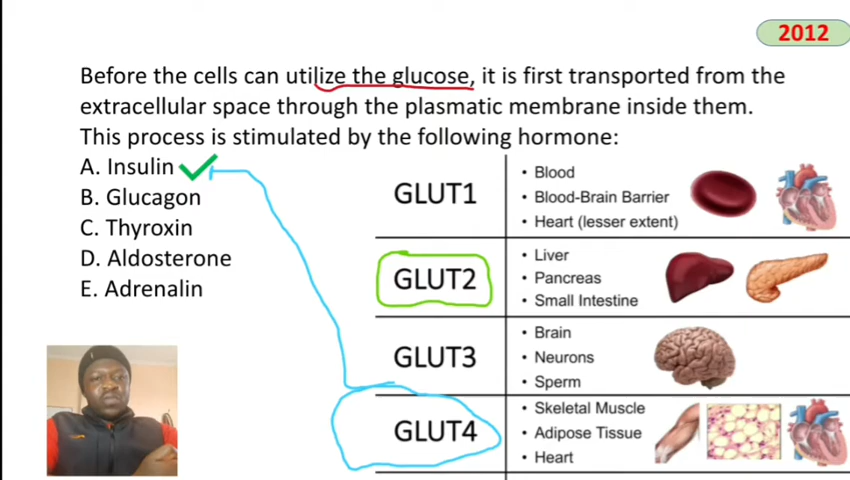 2012
Before the cells can utilize the glucose, it is first transported from the
extracellular space through the plasmatic membrane inside them.
This process is stimulated by the following hormone:
A. Insulin
B. Glucagon
C. Thyroxin
D. Aldosterone
E. Adrenalin
GLUT1
• Blood
• Blood-Brain Barrier
• Heart (lesser extent)
GLUT2
• Liver
• Pancreas
• Small Intestine
GLUT3
• Brain
• Neurons
• Sperm
GLUT4
• Skeletal Muscle
• Adipose Tissue
• Heart